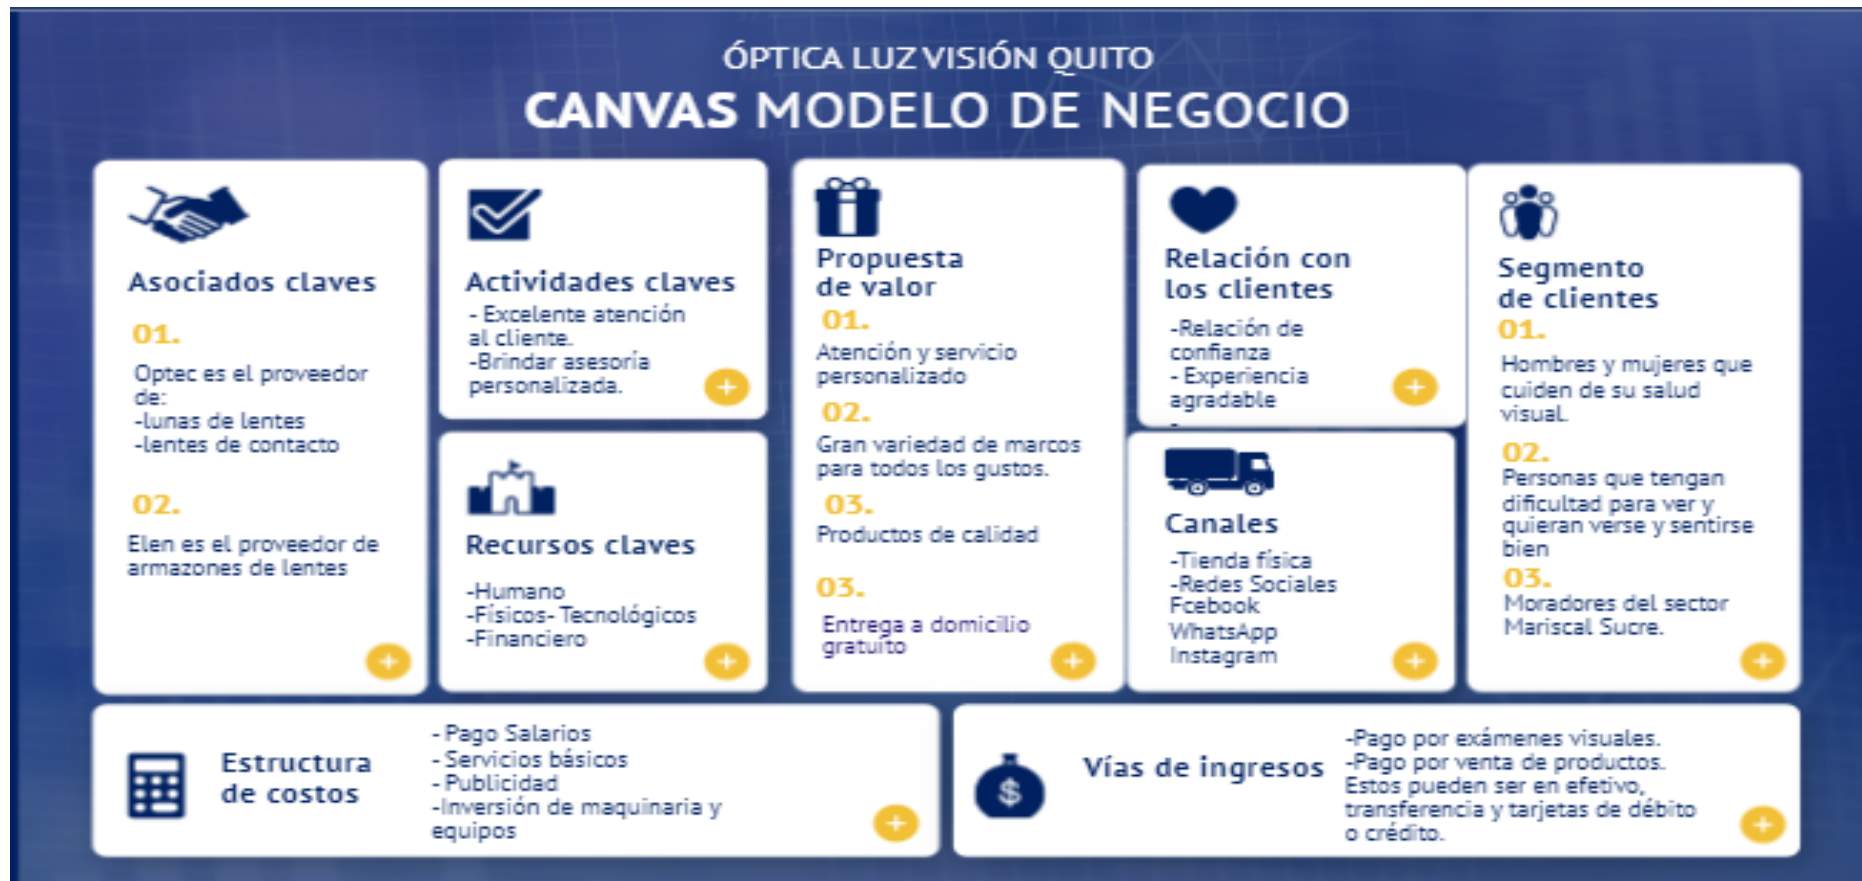 ÓPTICA LUZ VISIÓN QUITO
CANVAS MODELO DE NEGOCIO
Asociados claves
01.
Optec es el proveedor
de:
-lunas de lentes
-lentes de contacto
02.
Elen es el proveedor de
armazones de lentes
Actividades claves
- Excelente atención
al cliente.
-Brindar asesoría
personalizada.
Recursos claves
-Humano
-Físicos- Tecnológicos
-Financiero
Propuesta
de valor
01.
Atención y servicio
personalizado
02.
Gran variedad de marcos
para todos los gustos.
03.
Productos de calidad
03.
Entrega a domicilio
gratuito
Relación con
los clientes
-Relación de
confianza
- Experiencia
agradable
-
Canales
-Tienda física
-Redes Sociales
Fcebook
WhatsApp
Instagram
Segmento
de clientes
01.
Hombres y mujeres que
cuiden de su salud
visual.
02.
Personas que tengan
dificultad para ver y
quieran verse y sentirse
bien
03.
Moradores del sector
Mariscal Sucre.
Estructura
de costos
- Pago Salarios
- Servicios básicos
- Publicidad
-Inversión de maquinaria y
equipos
$
Vías de ingresos
-Pago por exámenes visuales.
-Pago por venta de productos.
Estos pueden ser en efetivo,
transferencia y tarjetas de débito
o crédito.